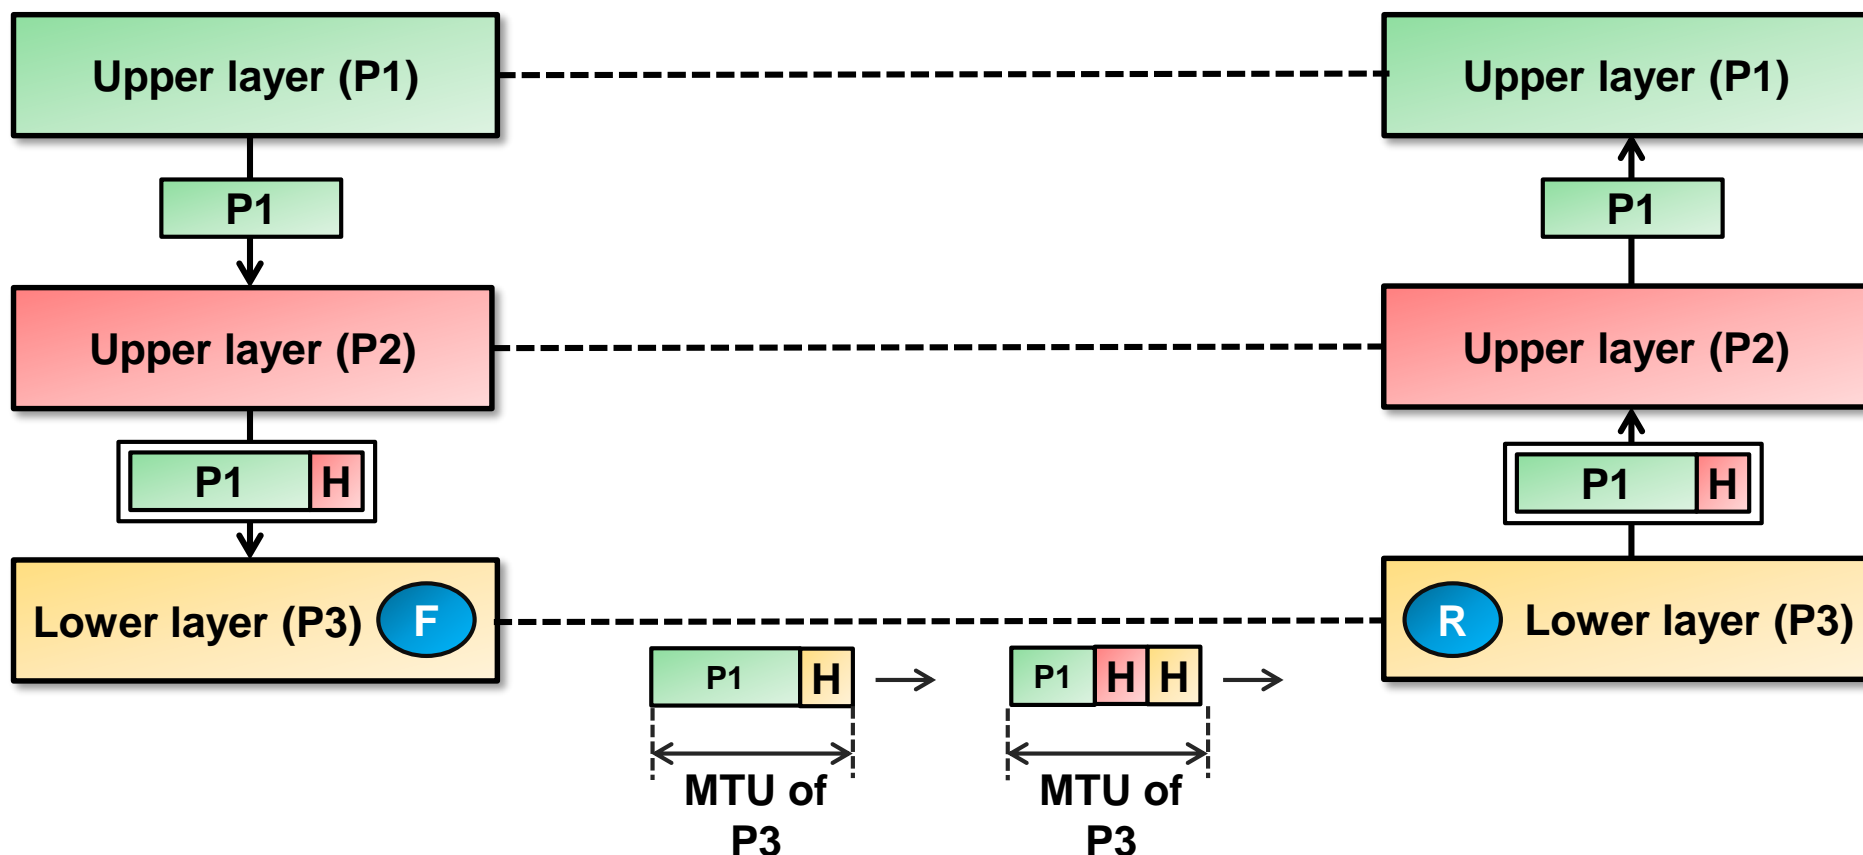 Upper layer (P1)
Upper layer (P1)
P1
P1
Upper layer (P2)
Upper layer (P2)
P1 H
P1 H
Lower layer (P3) F
R Lower layer (P3)
P1 H
P1 H H
MTU of
P3
MTU of
P3